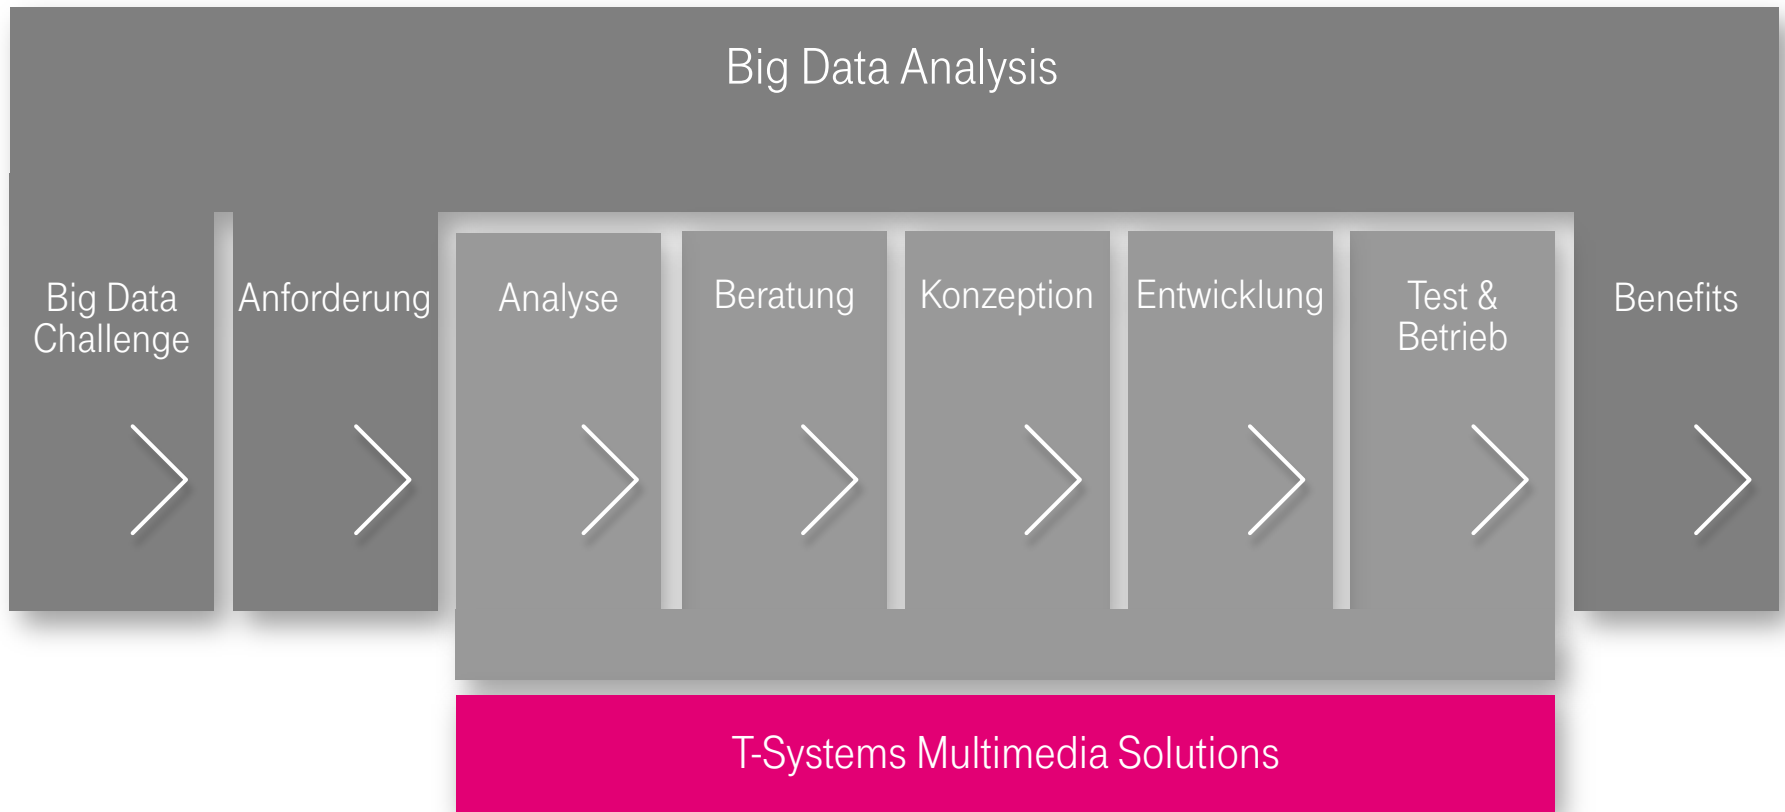 Big Data Analysis
Big Data
Challenge
Anforderung
Analyse
Beratung
Konzeption
Entwicklung
Test &
Betrieb
Benefits
T-Systems Multimedia Solutions